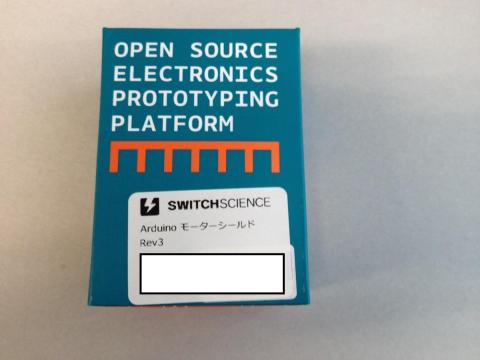 OPEN SOURCE
ELECTRONICS
PROTOTYPING
PLATFORM
SWITCHSCIENCE
Arduino モーターシールド
Rev3